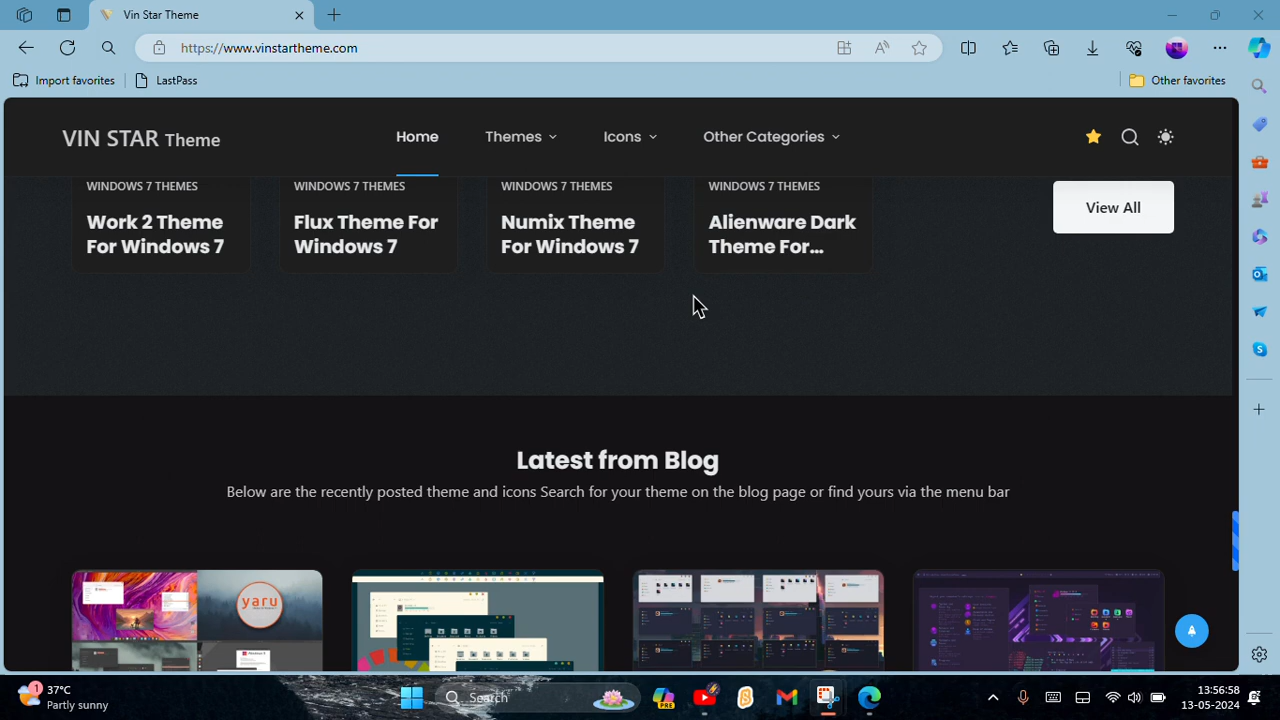 Vin Star Theme
https://www.vinstartheme.com
Import favorites
LastPass
Other favorites
VIN STAR Theme
Home
Themes
Icons
Other Categories
WINDOWS 7 THEMES
WINDOWS 7 THEMES
WINDOWS 7 THEMES
WINDOWS 7 THEMES
Work 2 Theme
For Windows 7
Flux Theme For
Windows 7
Numix Theme
For Windows 7
Alienware Dark
Theme For...
View All
Latest from Blog
Below are the recently posted theme and icons Search for your theme on the blog page or find yours via the menu bar
yaru
1
37°C
Partly sunny
Search
PRE
13:56:58
13-05-2024